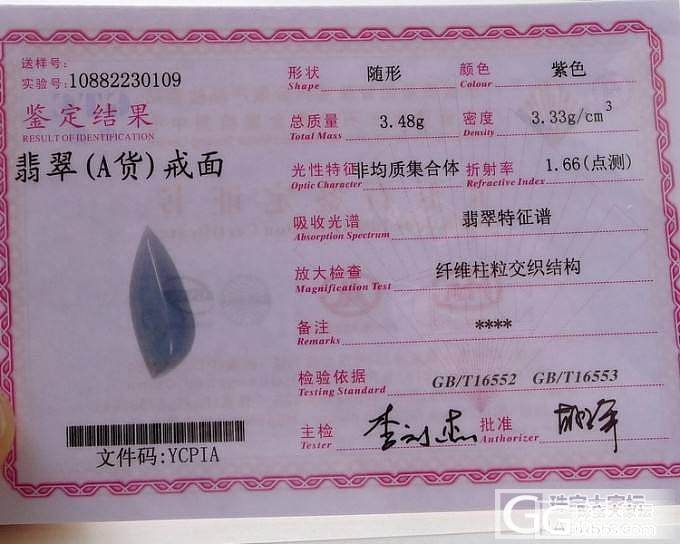 送样号:
实验号:10882230109
鉴定结果
RESULT OF IDENTIFICATION
翡翠(A货)戒面
文件码:YCPIA
形状 随形 颜色 紫色
Shape Colour
总质量 3.48g 密度 3.33g/cm³
Total Mass Density
光性特征 非均质集合体 折射率 1.66(点测)
Optic Character Refractive Index
吸收光谱 翡翠特征谱
Absorption Spectrum
放大检查 纤维柱粒交织结构
Magnification Test
备注 ****
Remarks
检验依据 GB/T16552 GB/T16553
Testing Standard
主检 批准
Tester Authorizer